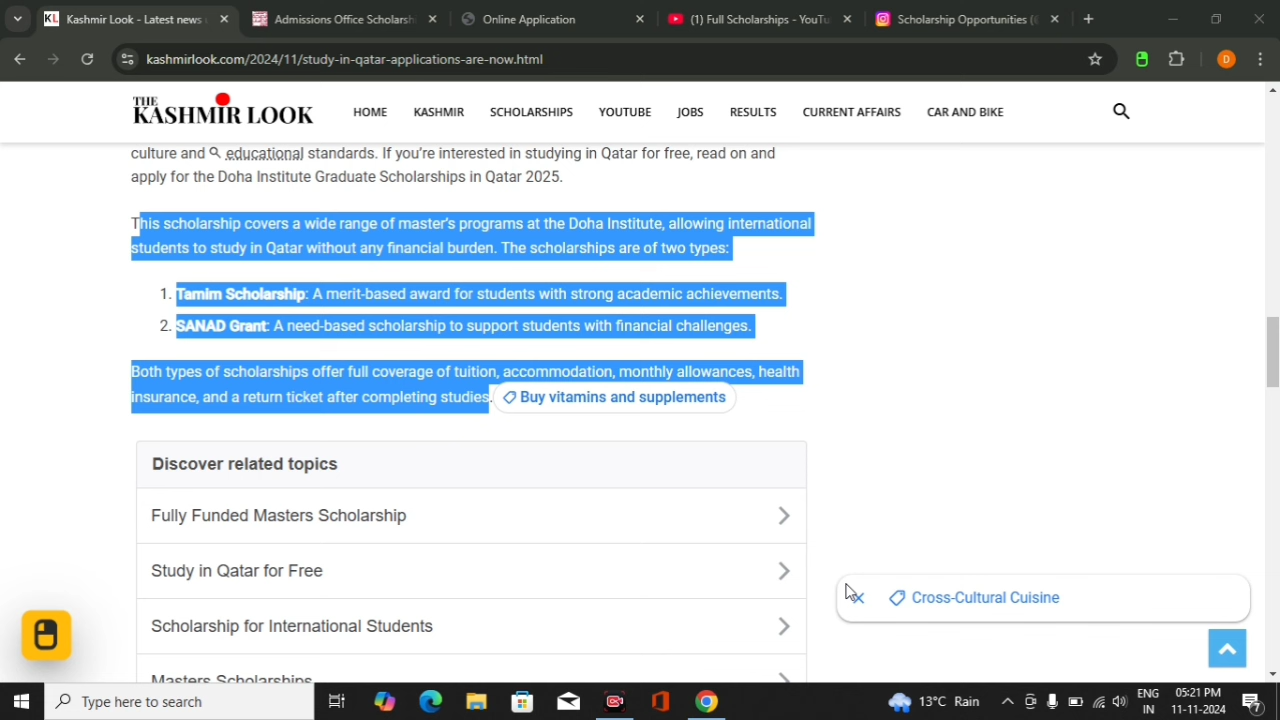 Kashmir Look - Latest news
Admissions Office Scholarsh
Online Application
(1) Full Scholarships - YouTu
Scholarship Opportunities (
kashmirlook.com/2024/11/study-in-qatar-applications-are-now.html
D
THE
KASHMIR LOOK
HOME KASHMIR SCHOLARSHIPS YOUTUBE JOBS RESULTS CURRENT AFFAIRS CAR AND BIKE
culture and educational standards. If you’re interested in studying in Qatar for free, read on and
apply for the Doha Institute Graduate Scholarships in Qatar 2025.
This scholarship covers a wide range of master’s programs at the Doha Institute, allowing international
students to study in Qatar without any financial burden. The scholarships are of two types:
1. Tamim Scholarship: A merit-based award for students with strong academic achievements.
2. SANAD Grant: A need-based scholarship to support students with financial challenges.
Both types of scholarships offer full coverage of tuition, accommodation, monthly allowances, health
insurance, and a return ticket after completing studies. Buy vitamins and supplements
Discover related topics
Fully Funded Masters Scholarship
Study in Qatar for Free
Scholarship for International Students
Masters Scholarships
Cross-Cultural Cuisine
Type here to search
13°C Rain
ENG
IN
05:21 PM
11-11-2024
7